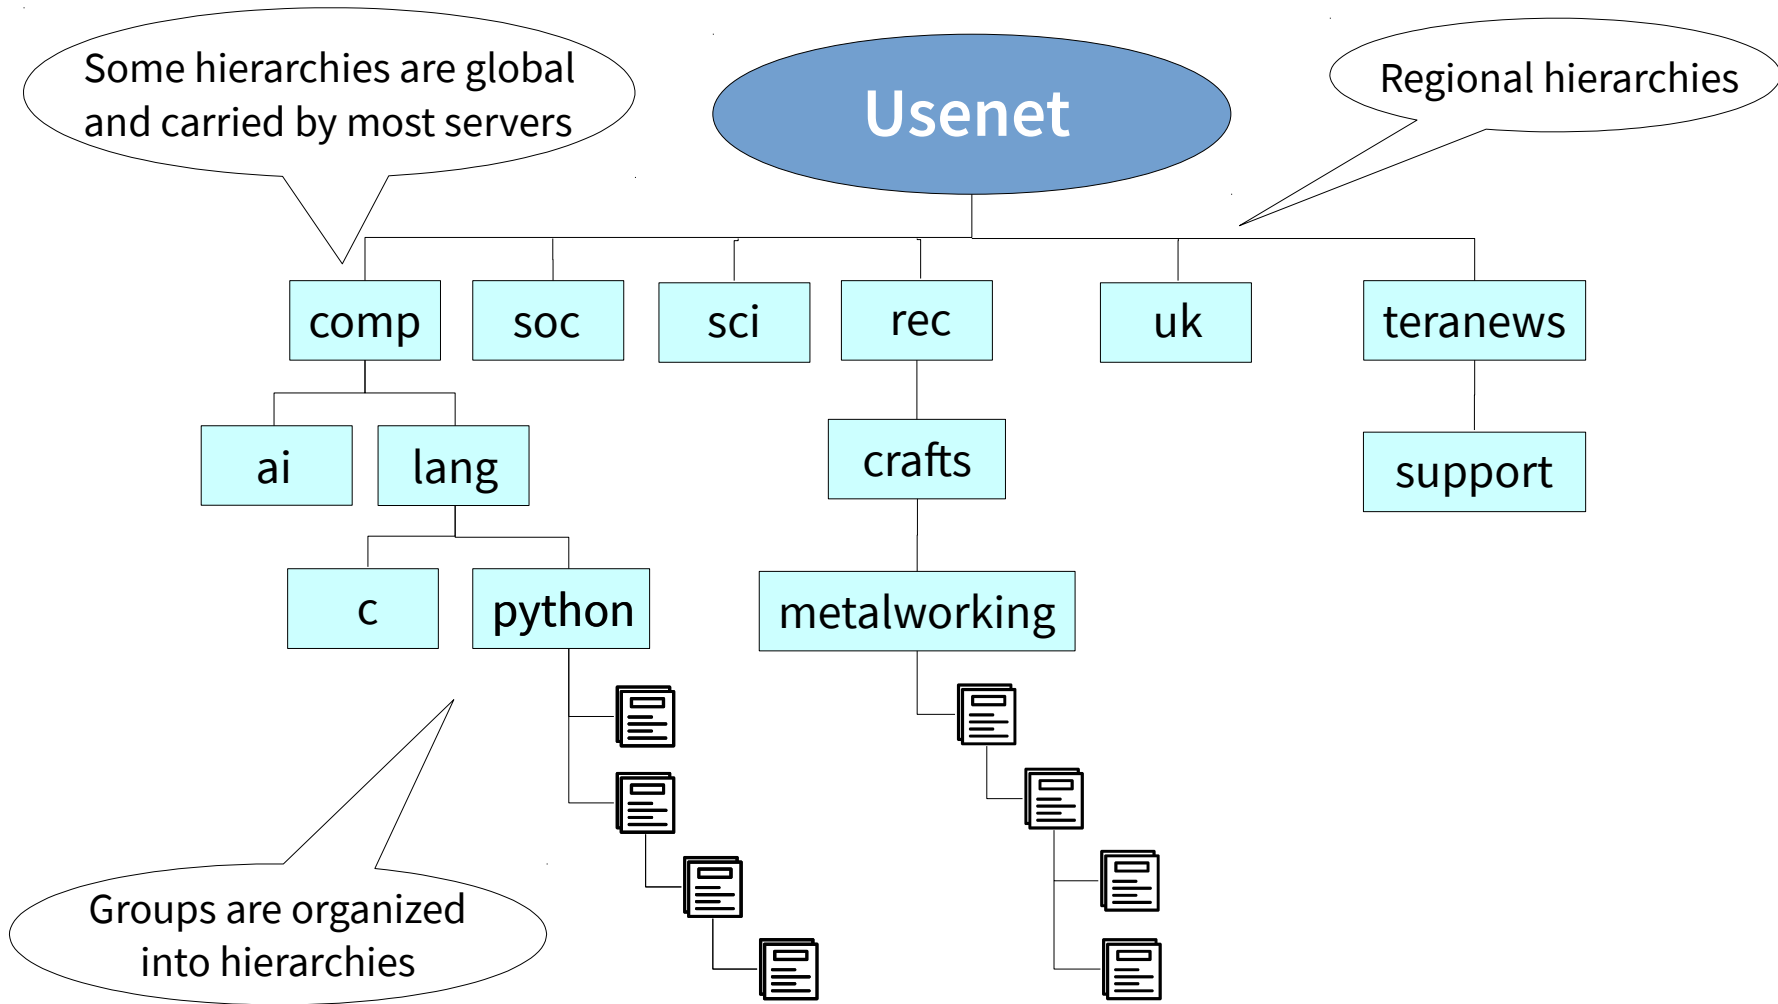 Some hierarchies are global
and carried by most servers
Usenet
Regional hierarchies
comp
soc
sci
rec
uk
teranews
ai
lang
crafts
support
c
python
metalworking
Groups are organized
into hierarchies